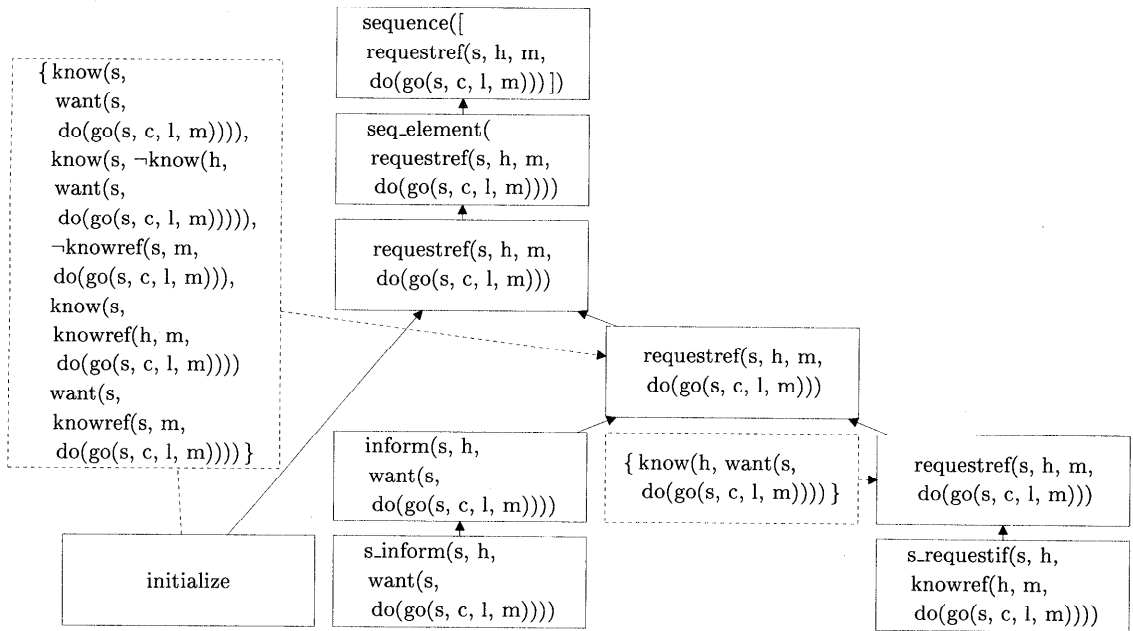 sequence([
requestref(s, h, m,
do(go(s, c, l, m)))])
{ know(s,
want(s,
do(go(s, c, l, m)))),
know(s, ¬know(h,
want(s,
do(go(s, c, l, m))))),
¬knowref(s, m,
do(go(s, c, l, m))),
know(s,
knowref(h, m,
do(go(s, c, l, m))))
want(s,
knowref(s, m,
do(go(s, c, l, m)))) }
seq_element(
requestref(s, h, m,
do(go(s, c, l, m))))
requestref(s, h, m,
do(go(s, c, l, m)))
requestref(s, h, m,
do(go(s, c, l, m)))
inform(s, h,
want(s,
do(go(s, c, l, m))))
{ know(h, want(s,
do(go(s, c, l, m)))) }
requestref(s, h, m,
do(go(s, c, l, m)))
initialize
s_inform(s, h,
want(s,
do(go(s, c, l, m))))
s_requestif(s, h,
knowref(h, m,
do(go(s, c, l, m))))